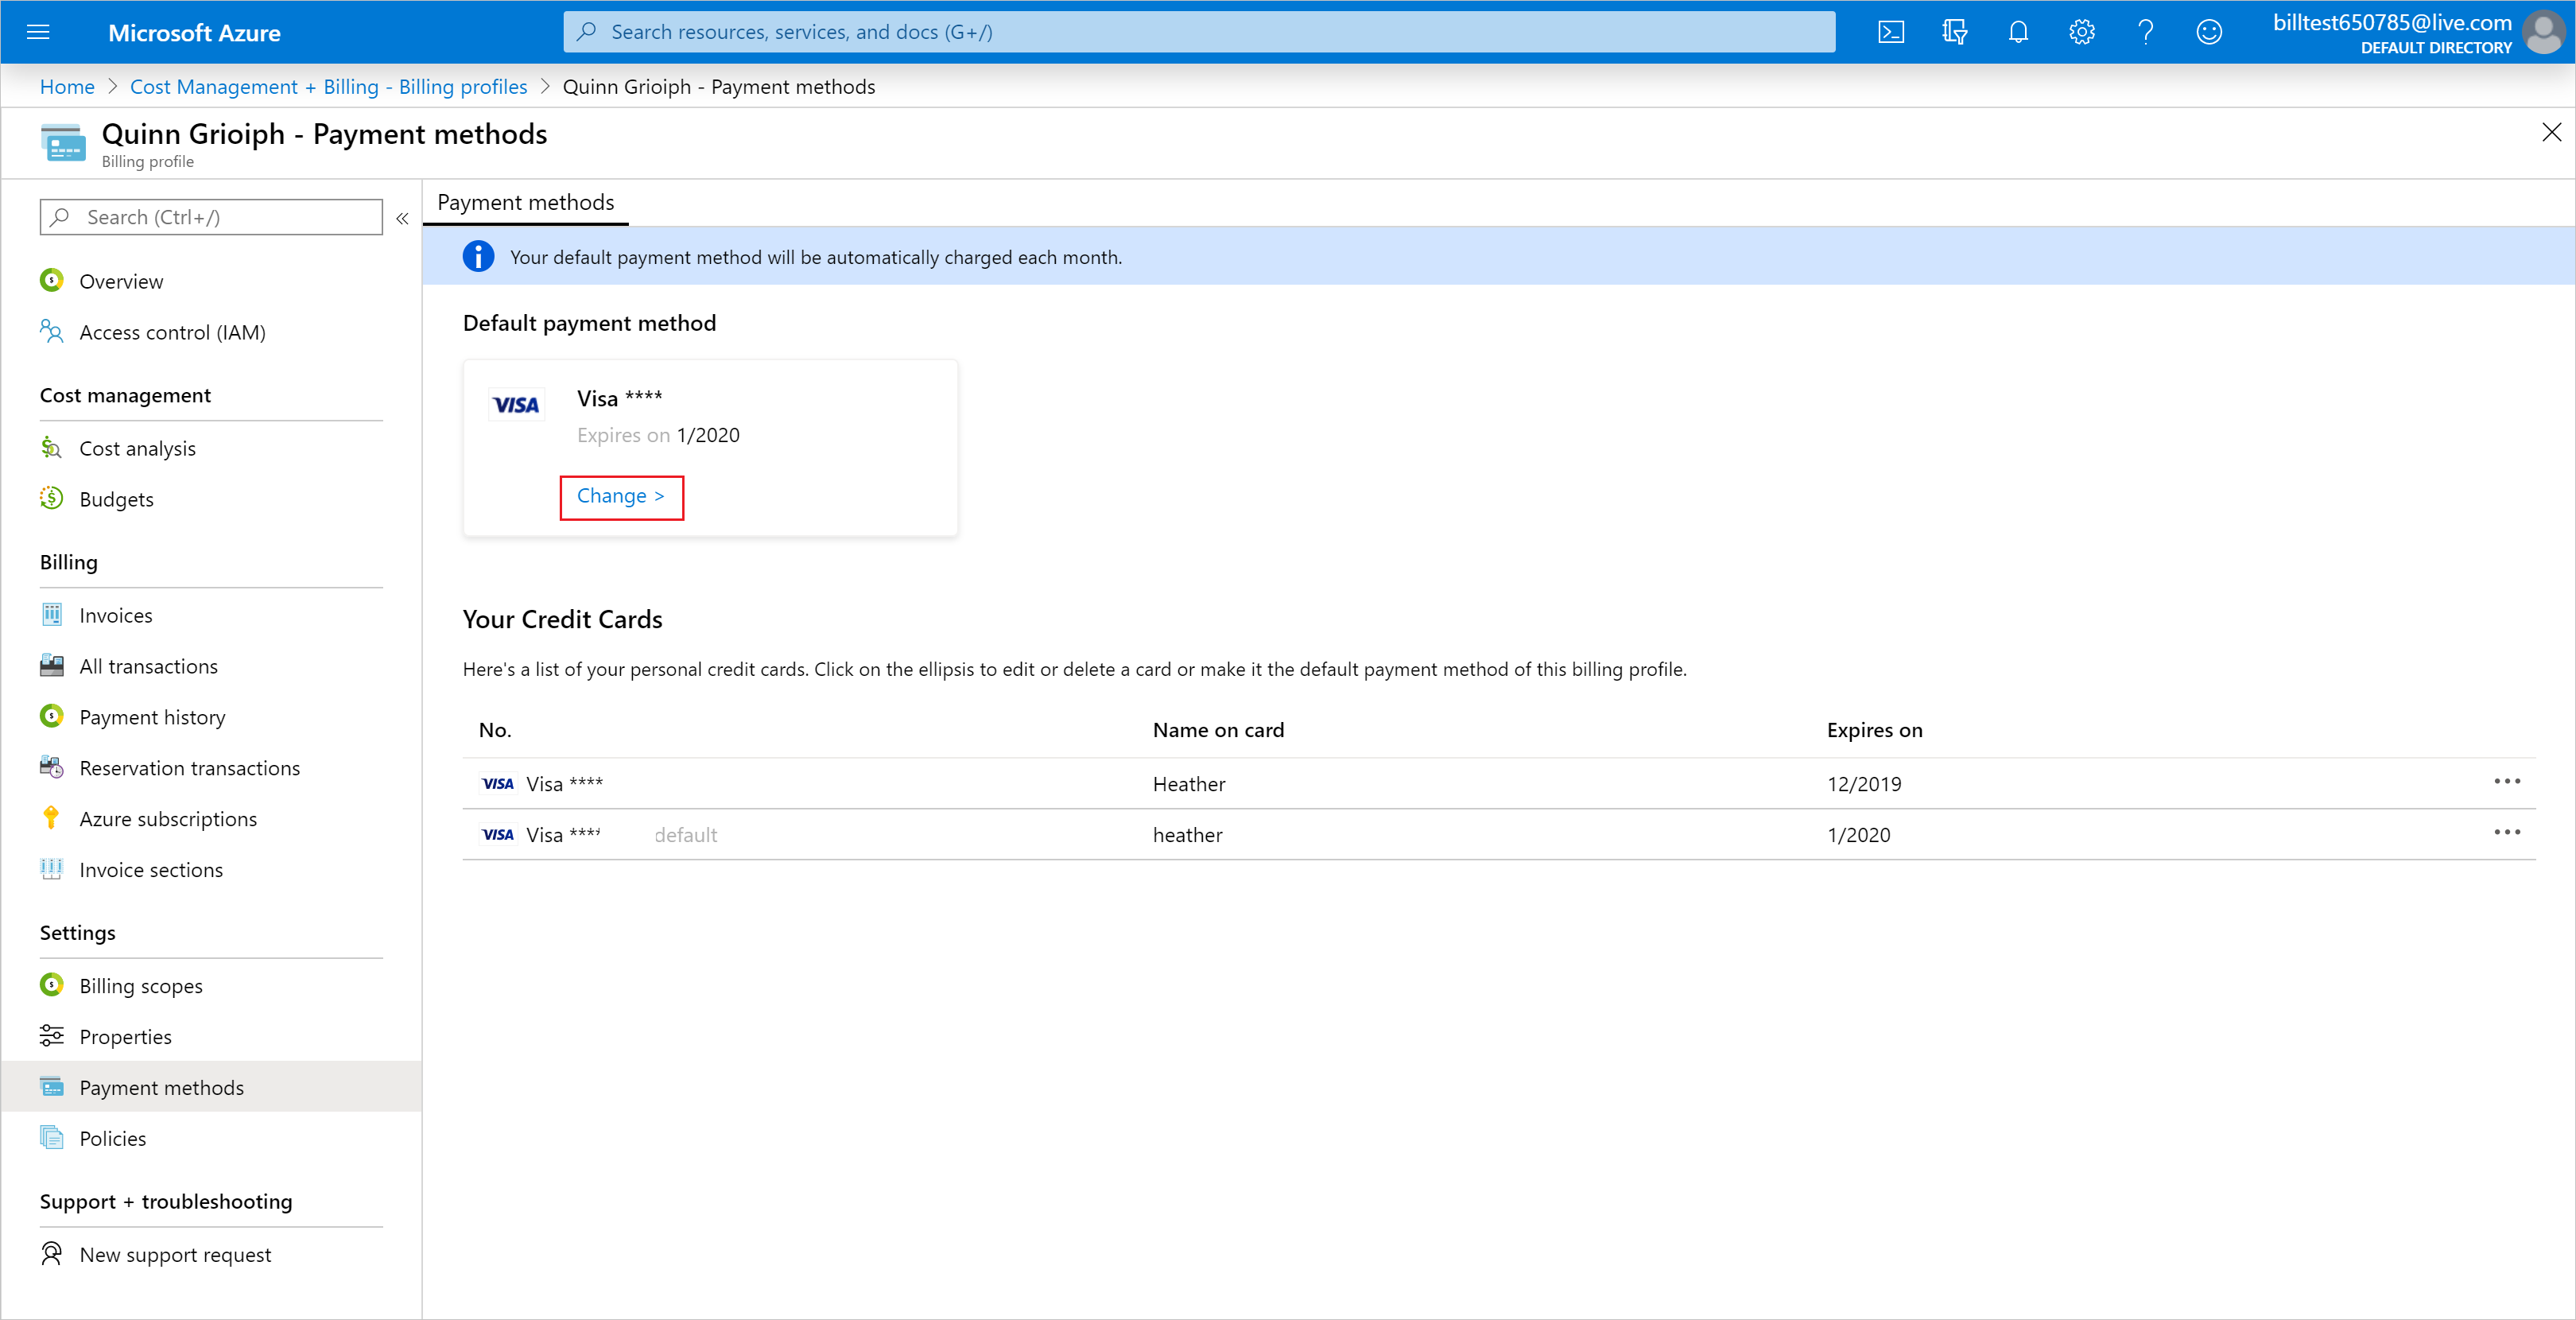 Microsoft Azure
Search resources, services, and docs (G+/)
billtest650785@live.com
DEFAULT DIRECTORY
Home > Cost Management + Billing - Billing profiles > Quinn Grioiph - Payment methods
Quinn Grioiph - Payment methods
Billing profile
Search (Ctrl+/)
«
Overview
Access control (IAM)
Cost management
Cost analysis
Budgets
Billing
Invoices
All transactions
Payment history
Reservation transactions
Azure subscriptions
Invoice sections
Settings
Billing scopes
Properties
Payment methods
Policies
Support + troubleshooting
New support request
Payment methods
Your default payment method will be automatically charged each month.
Default payment method
VISA
Visa ****
Expires on 1/2020
Change >
Your Credit Cards
Here's a list of your personal credit cards. Click on the ellipsis to edit or delete a card or make it the default payment method of this billing profile.
No. Name on card Expires on
VISA Visa **** Heather 12/2019 •••
VISA Visa **** default heather 1/2020 •••